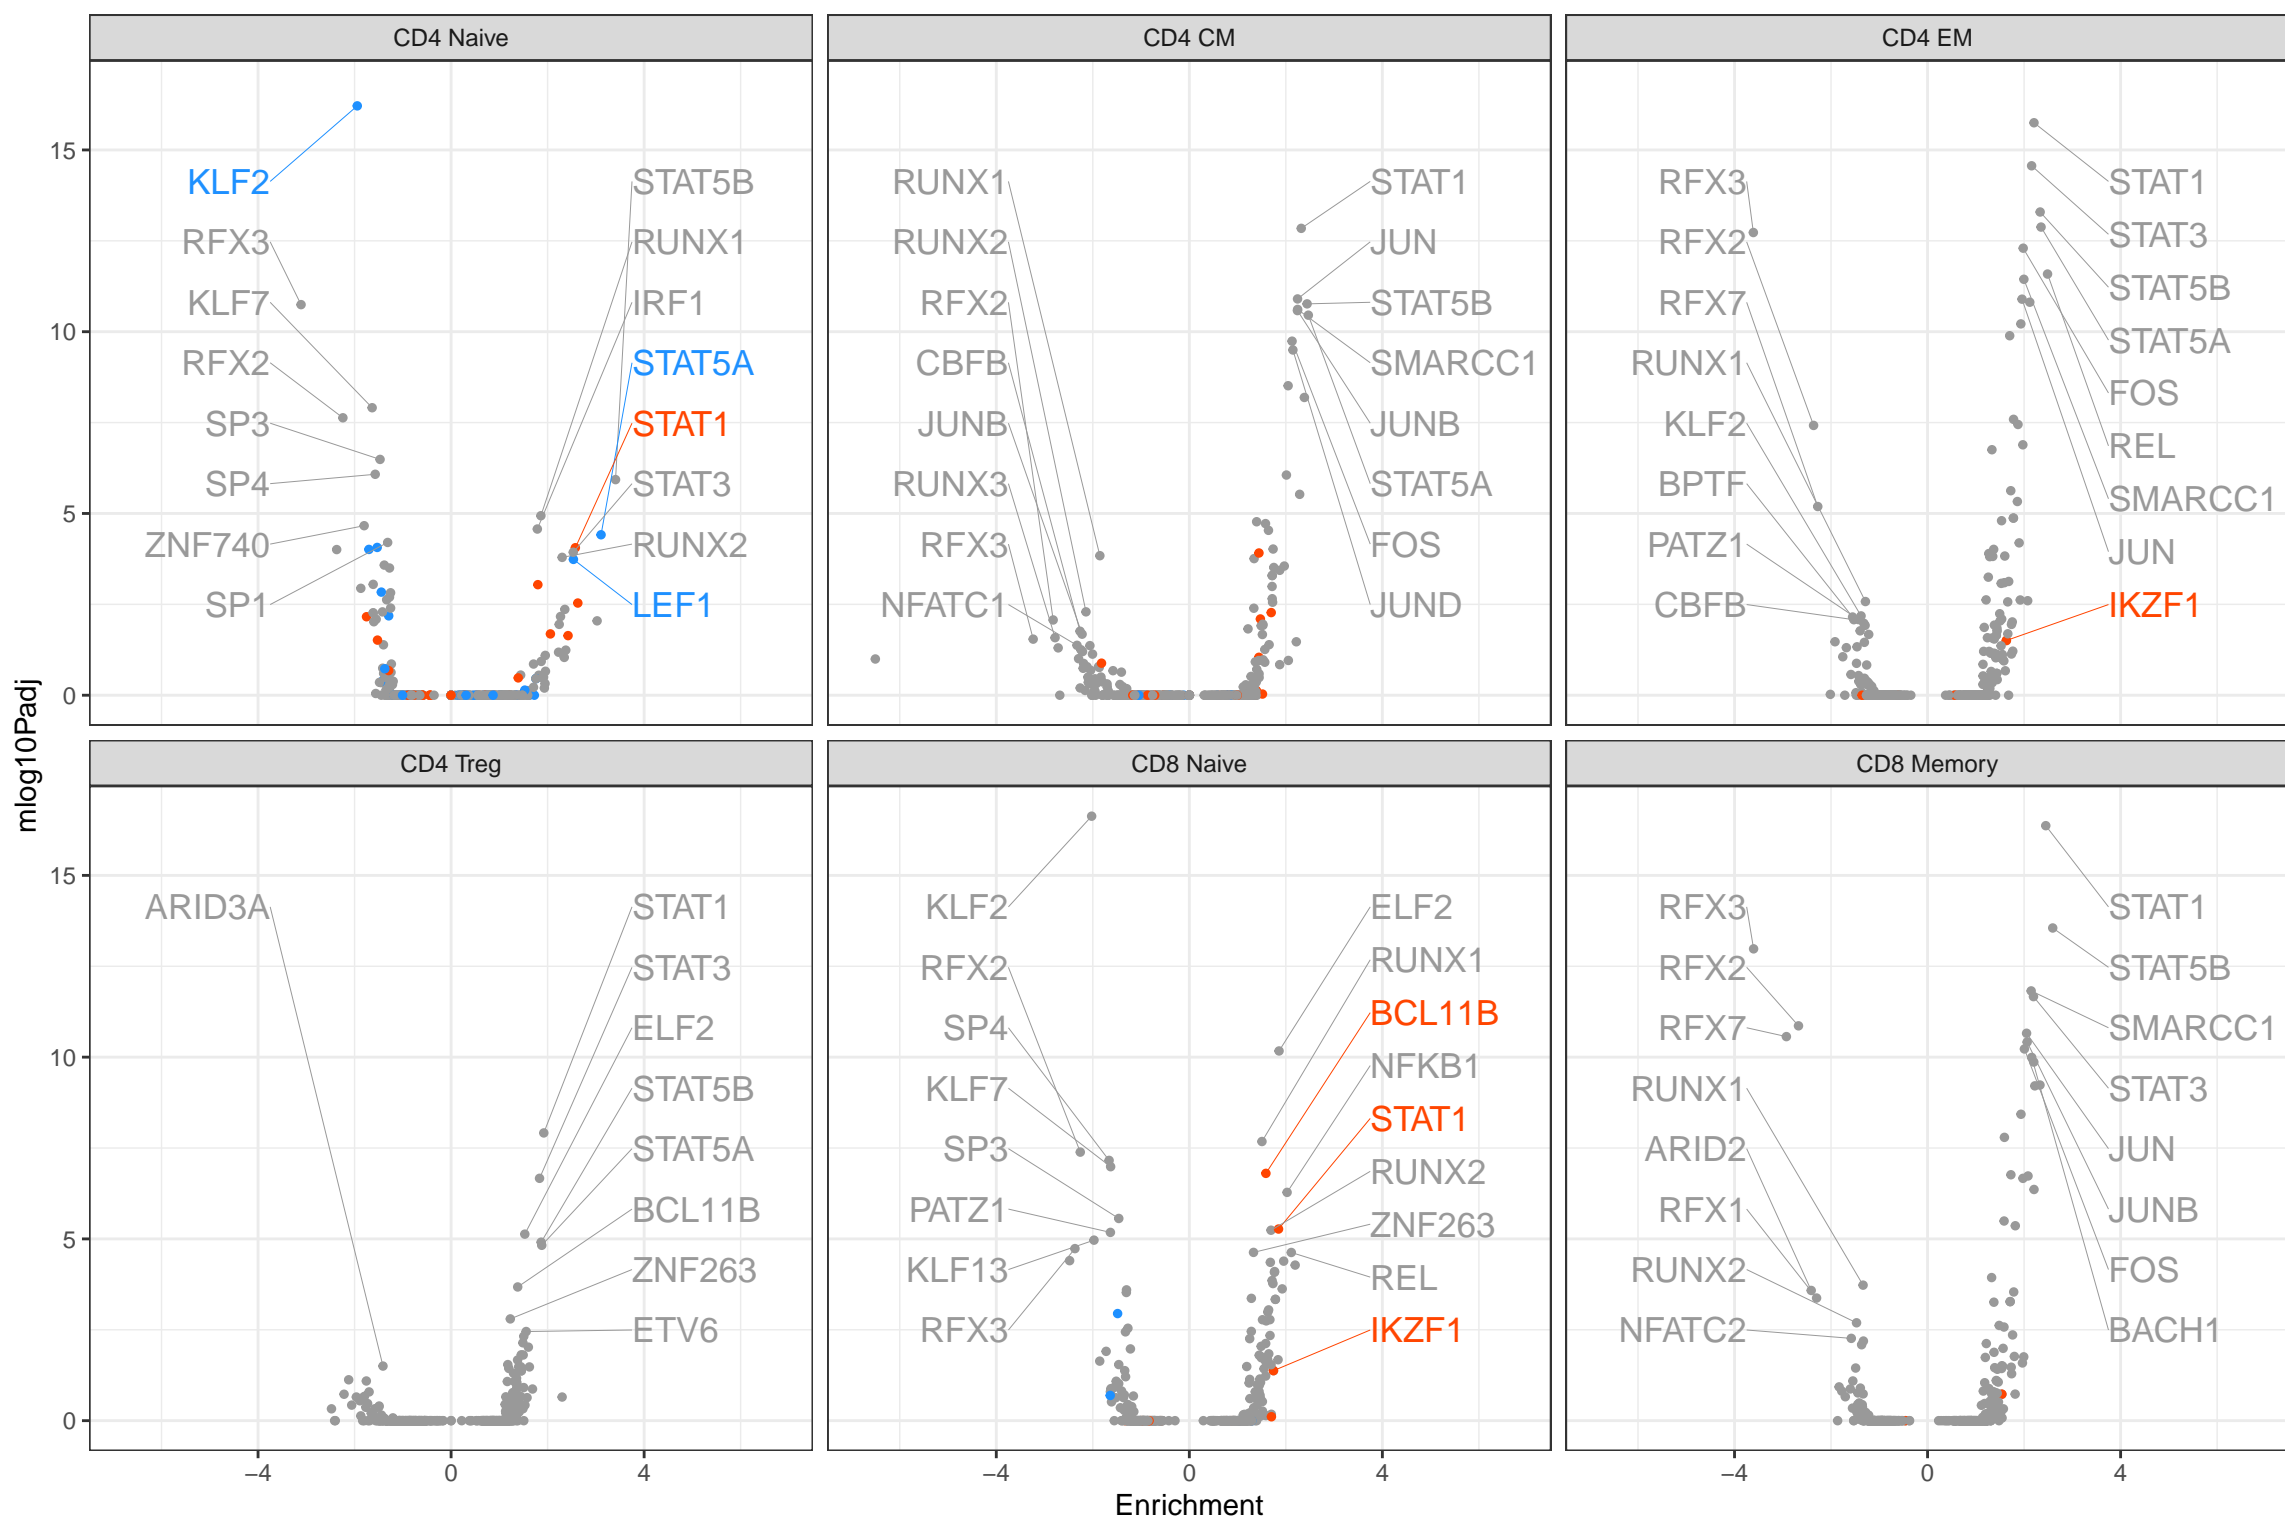 CD4 Naive
CD4 CM
CD4 EM
mlog10Padj
15
10
5
0
KLF2
RFX3
KLF7
RFX2
SP3
SP4
ZNF740
SP1
STAT5B
RUNX1
IRF1
STAT5A
STAT1
STAT3
RUNX2
LEF1
RUNX1
RUNX2
RFX2
CBFB
JUNB
RUNX3
RFX3
NFATC1
STAT1
JUN
STAT5B
SMARCC1
JUNB
STAT5A
FOS
JUND
RFX3
RFX2
RFX7
RUNX1
KLF2
BPTF
PATZ1
CBFB
STAT1
STAT3
STAT5B
STAT5A
FOS
REL
SMARCC1
JUN
IKZF1
CD4 Treg
CD8 Naive
CD8 Memory
15
10
5
0
ARID3A
STAT1
STAT3
ELF2
STAT5B
STAT5A
BCL11B
ZNF263
ETV6
KLF2
RFX2
SP4
KLF7
SP3
PATZ1
KLF13
RFX3
ELF2
RUNX1
BCL11B
NFKB1
STAT1
RUNX2
ZNF263
REL
IKZF1
RFX3
RFX2
RFX7
RUNX1
ARID2
RFX1
RUNX2
NFATC2
STAT1
STAT5B
SMARCC1
STAT3
JUN
JUNB
FOS
BACH1
−4 0 4
−4 0 4
−4 0 4
Enrichment